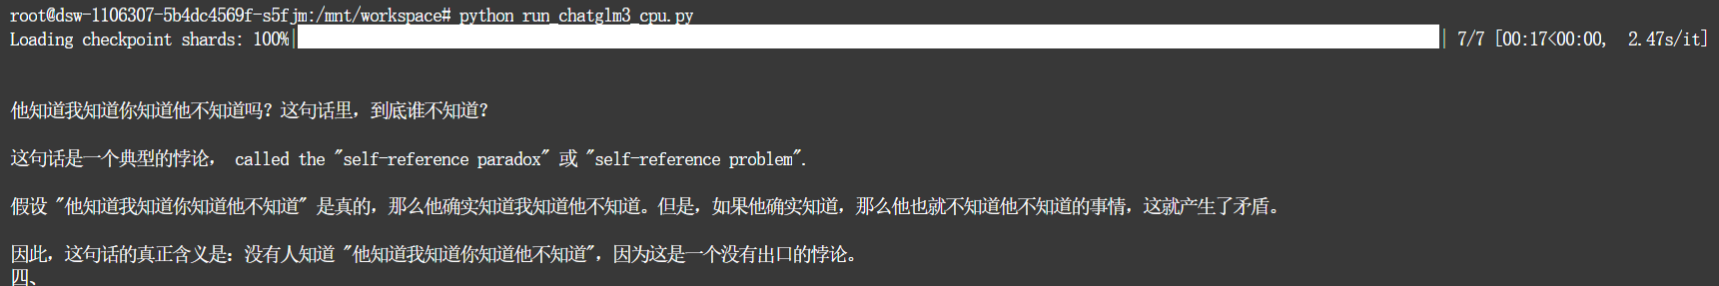 root@dsw-1106307-5b4dc4569f-s5fjm:/mnt/workspace# python run_chatglm3_cpu.py
Loading checkpoint shards: 100%| | 7/7 [00:17<00:00,  2.47s/it]
他知道我知道你知道他不知道吗？这句话里，到底谁不知道？
这句话是一个典型的悖论， called the "self-reference paradox" 或 "self-reference problem".
假设 "他知道我知道你知道他不知道" 是真的，那么他确实知道我知道他不知道。但是，如果他确实知道，那么他也就不知道他不知道的事情，这就产生了矛盾。
因此，这句话的真正含义是：没有人知道 "他知道我知道你知道他不知道"，因为这是一个没有出口的悖论。
四、